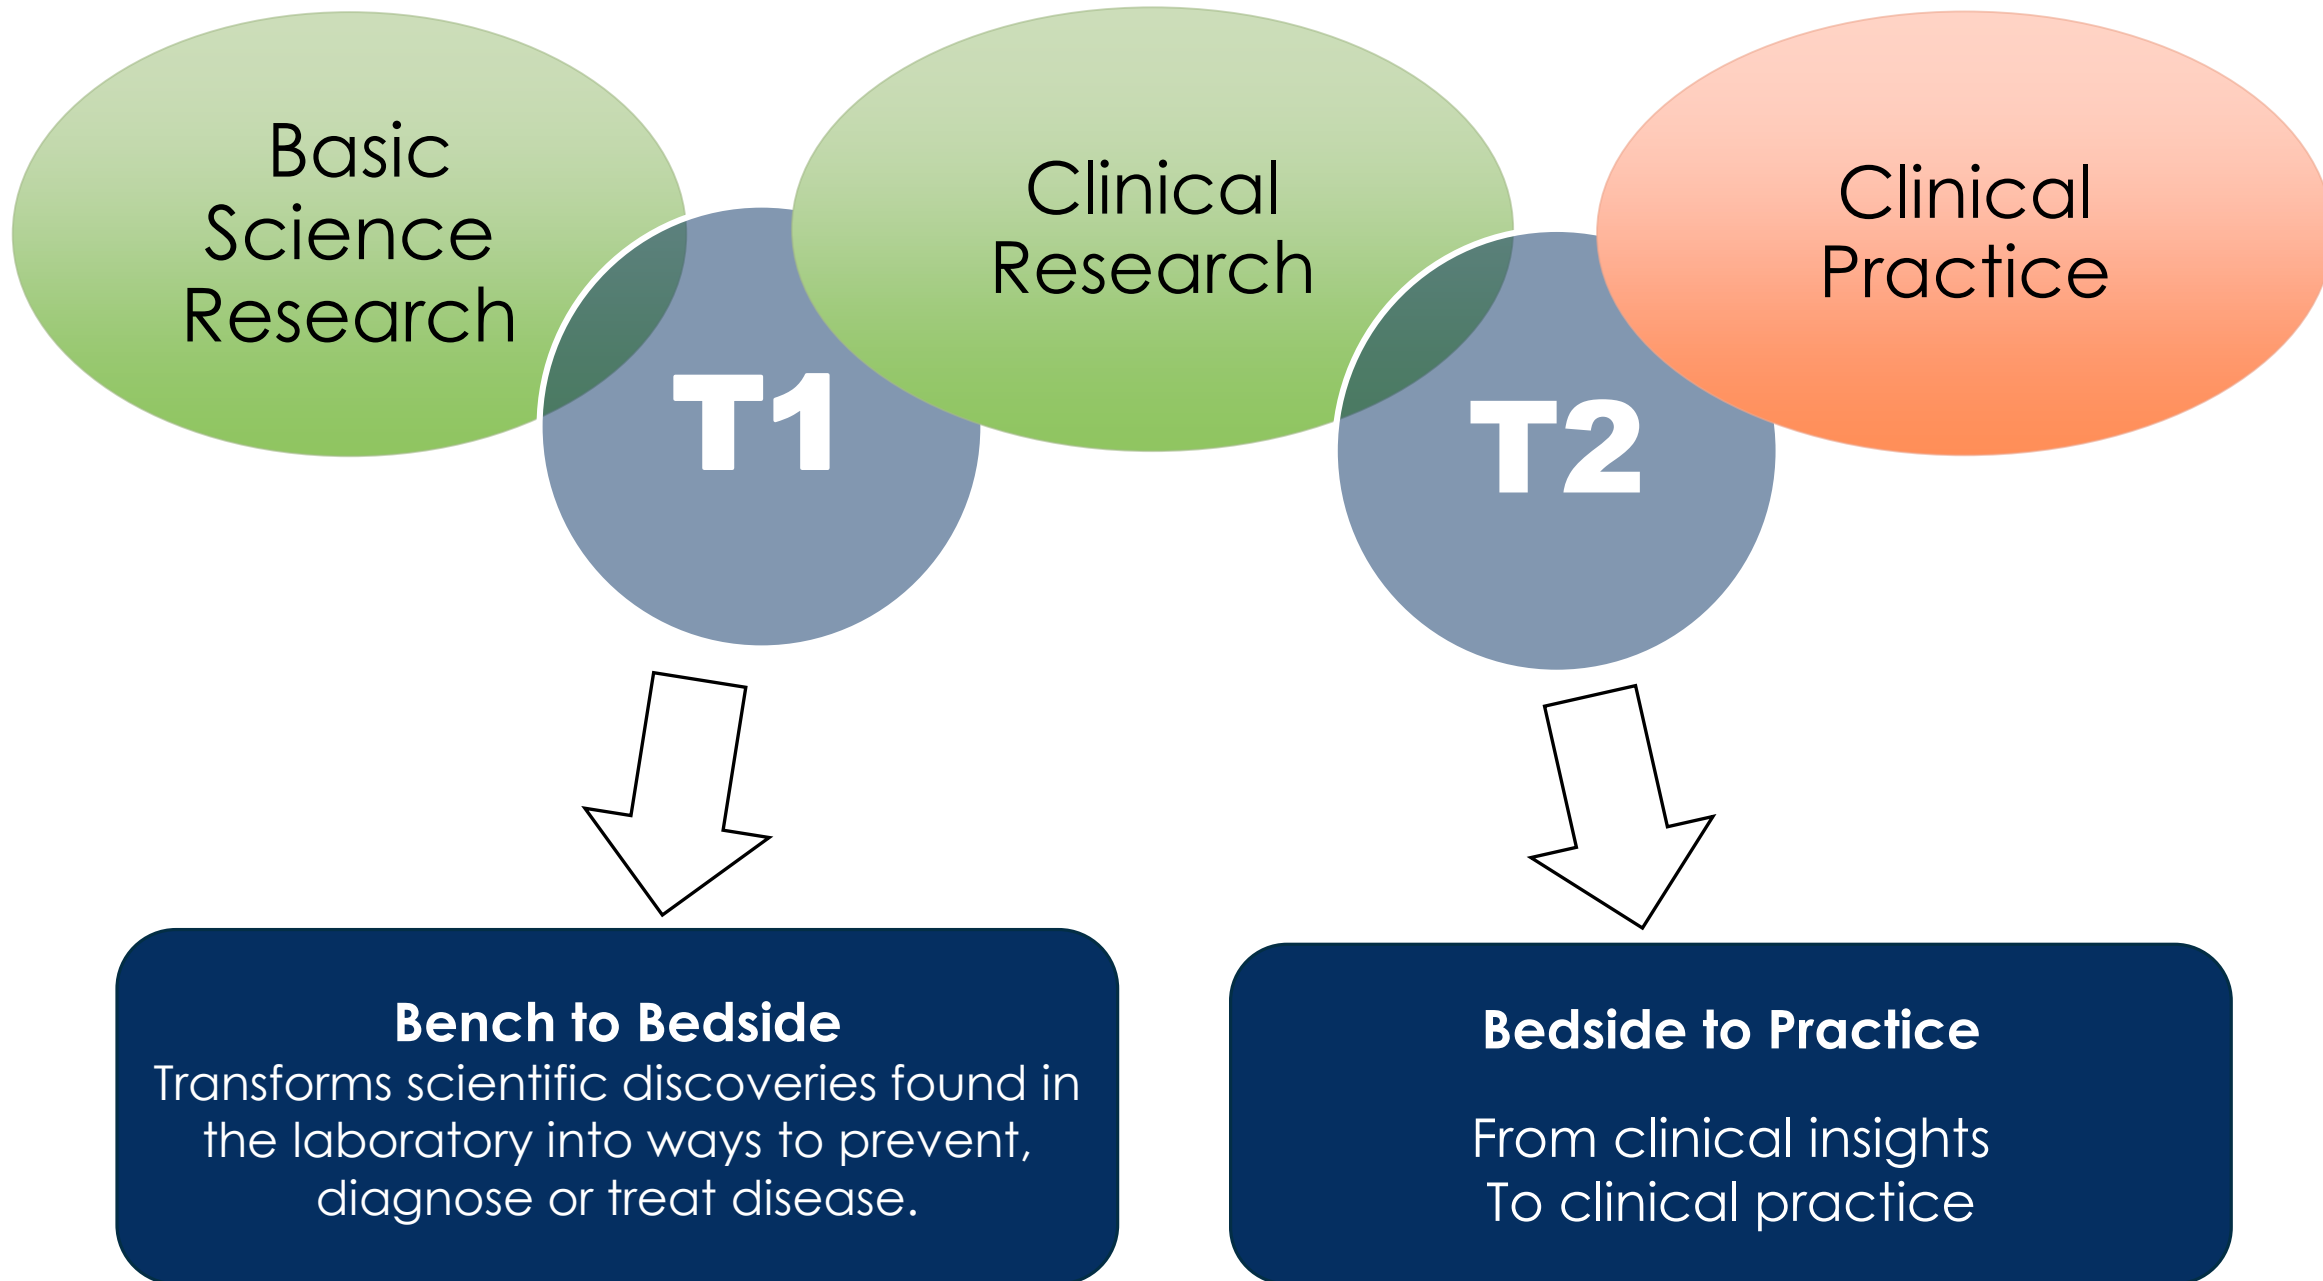 Basic
Science
Research
Clinical
Research
Clinical
Practice
T1
T2
Bench to Bedside
Transforms scientific discoveries found in
the laboratory into ways to prevent,
diagnose or treat disease.
Bedside to Practice
From clinical insights
To clinical practice